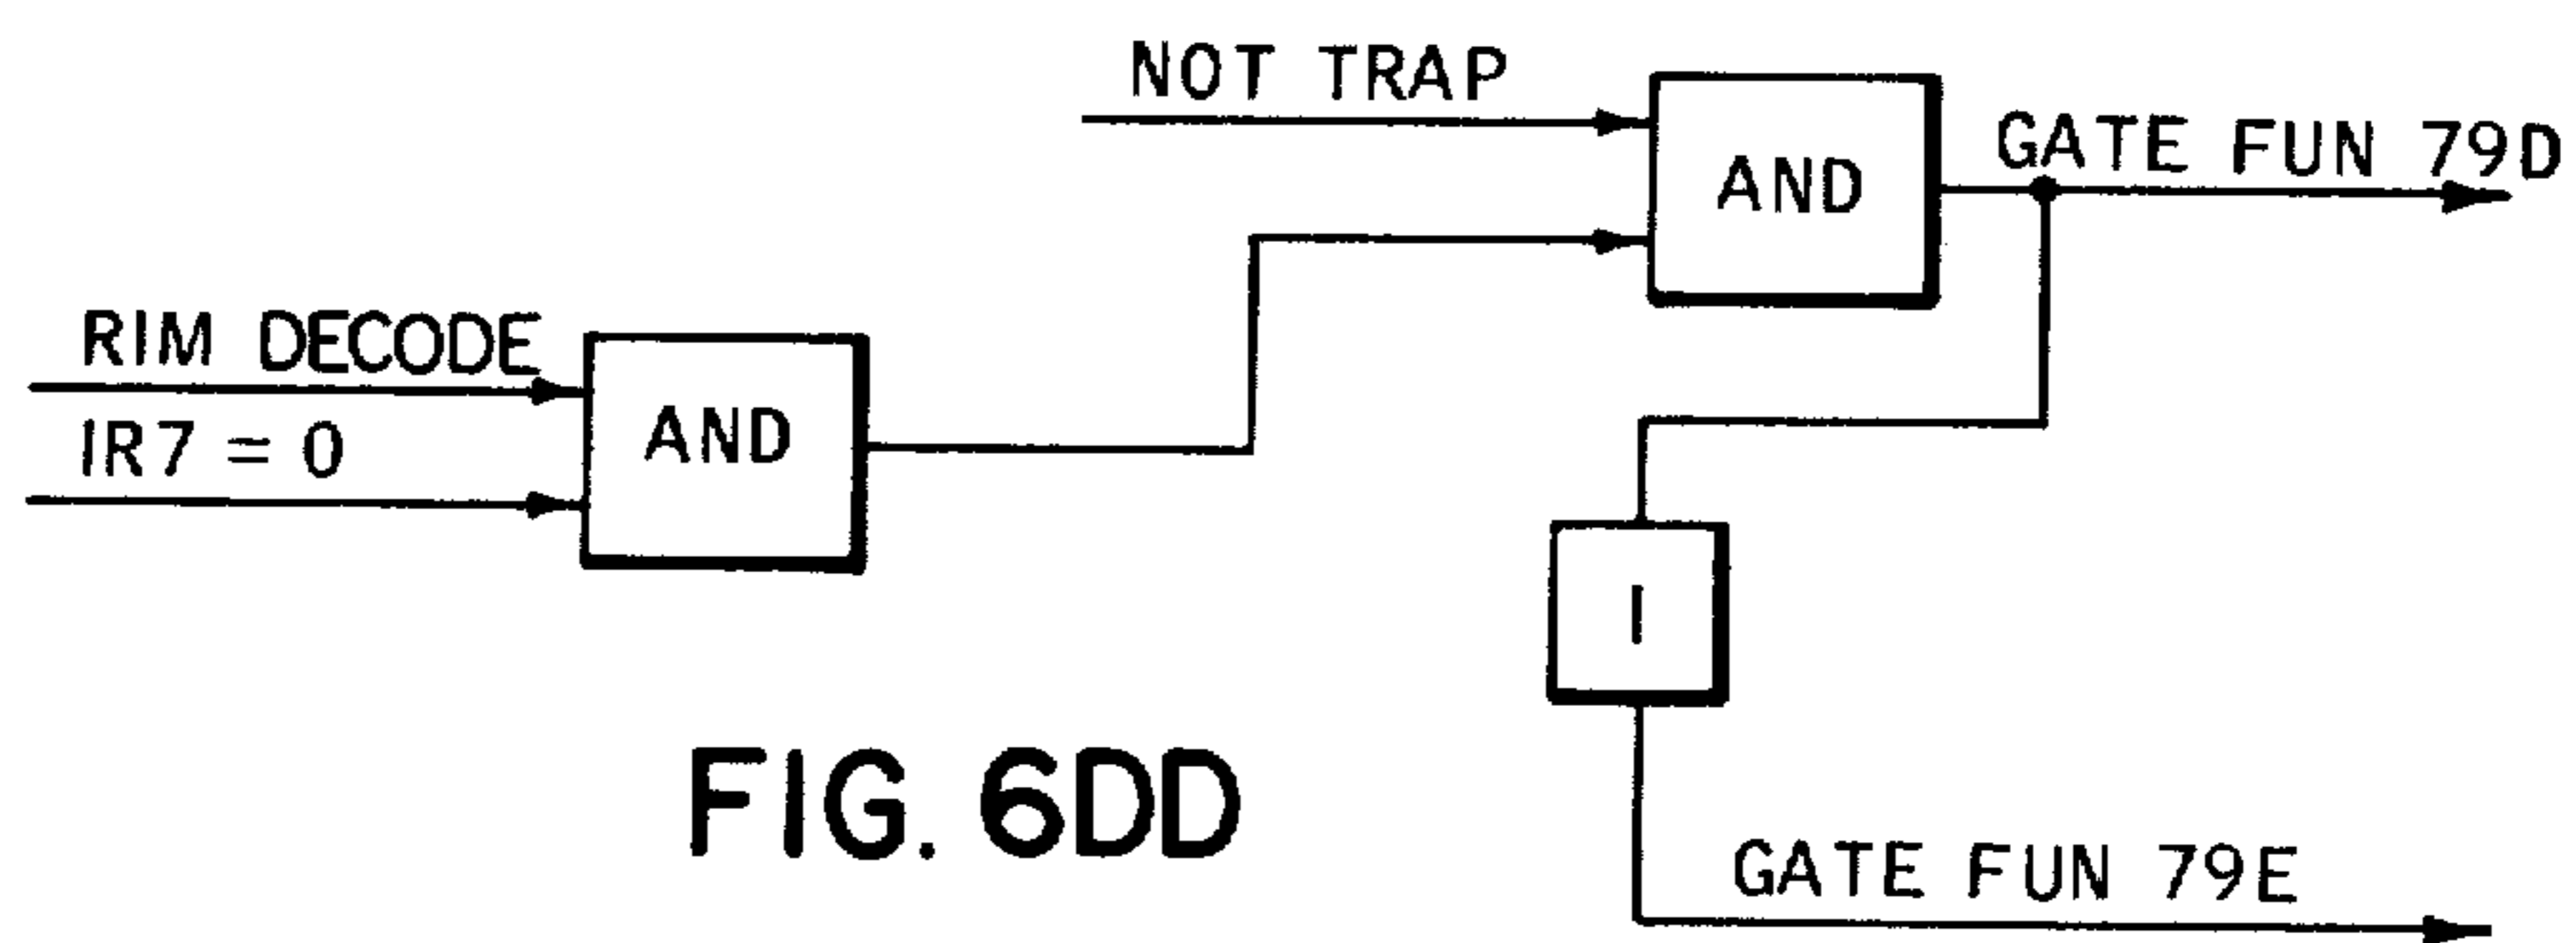 NOT TRAP
AND
GATE FUN 79D
RIM DECODE
IR7 = 0
AND
I
FIG. 6DD
GATE FUN 79E